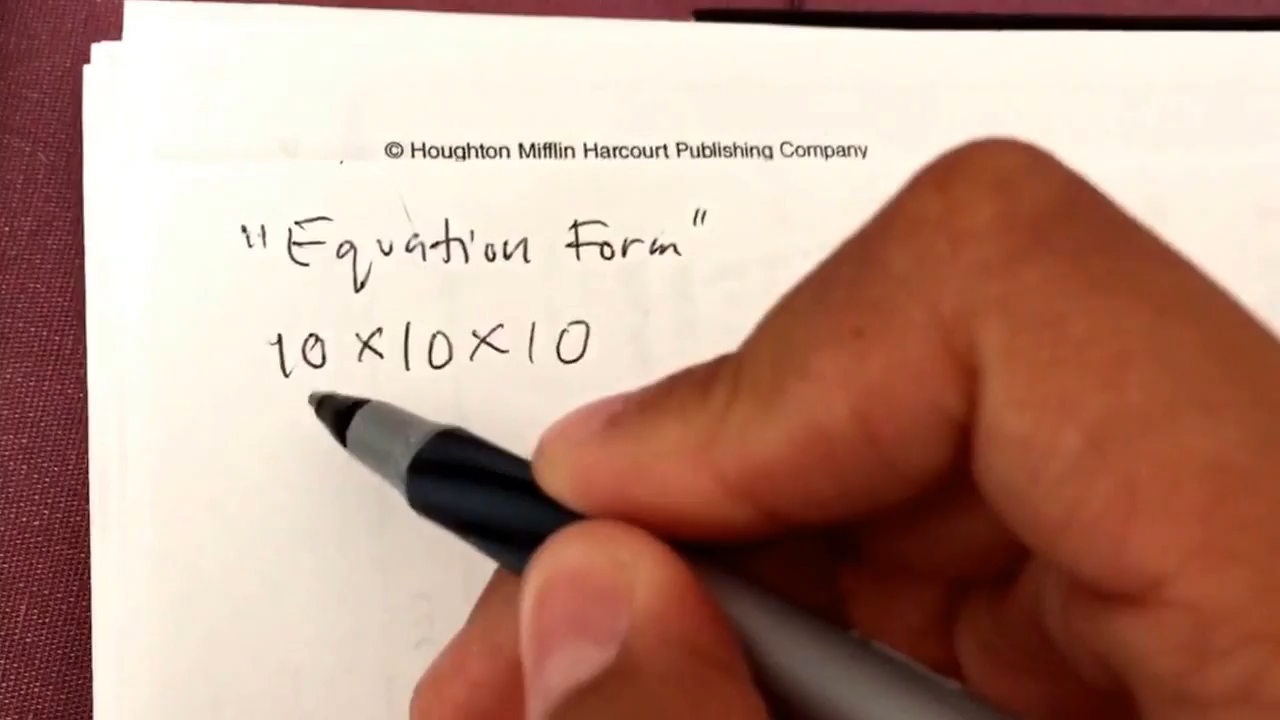 © Houghton Mifflin Harcourt Publishing Company
"Equation Form"
10 × 10 × 10